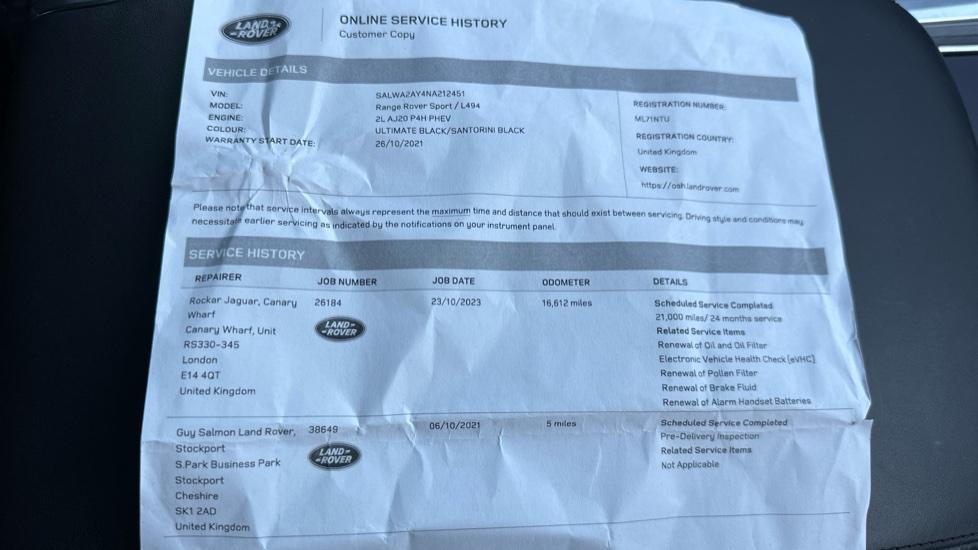 LAND ROVER
ONLINE SERVICE HISTORY
Customer Copy
VEHICLE DETAILS
VIN: SALWA2AY4NA212451
MODEL: Range Rover Sport / L494
ENGINE: 2L AJ20 P4H PHEV
COLOUR: ULTIMATE BLACK/SANTORINI BLACK
WARRANTY START DATE: 26/10/2021
REGISTRATION NUMBER:
ML71NTU
REGISTRATION COUNTRY:
United Kingdom
WEBSITE:
https://osh.landrover.com
Please note that service intervals always represent the maximum time and distance that should exist between servicing. Driving style and conditions may
necessitate earlier servicing as indicated by the notifications on your instrument panel.
SERVICE HISTORY
REPAIRER JOB NUMBER JOB DATE ODOMETER DETAILS
Rockar Jaguar, Canary
Wharf
Canary Wharf, Unit
RS330-345
London
E14 4QT
United Kingdom
26184
LAND-
-ROVER
23/10/2023
16,612 miles
Scheduled Service Completed
21,000 miles/ 24 months service
Related Service Items
Renewal of Oil and Oil Filter
Electronic Vehicle Health Check (eVHC)
Renewal of Pollen Filter
Renewal of Brake Fluid
Renewal of Alarm Handset Batteries
Guy Salmon Land Rover,
Stockport
S.Park Business Park
Stockport
Cheshire
SK1 2AD
United Kingdom
38649
LAND-
-ROVER
06/10/2021
5 miles
Scheduled Service Completed
Pre-Delivery Inspection
Related Service Items
Not Applicable